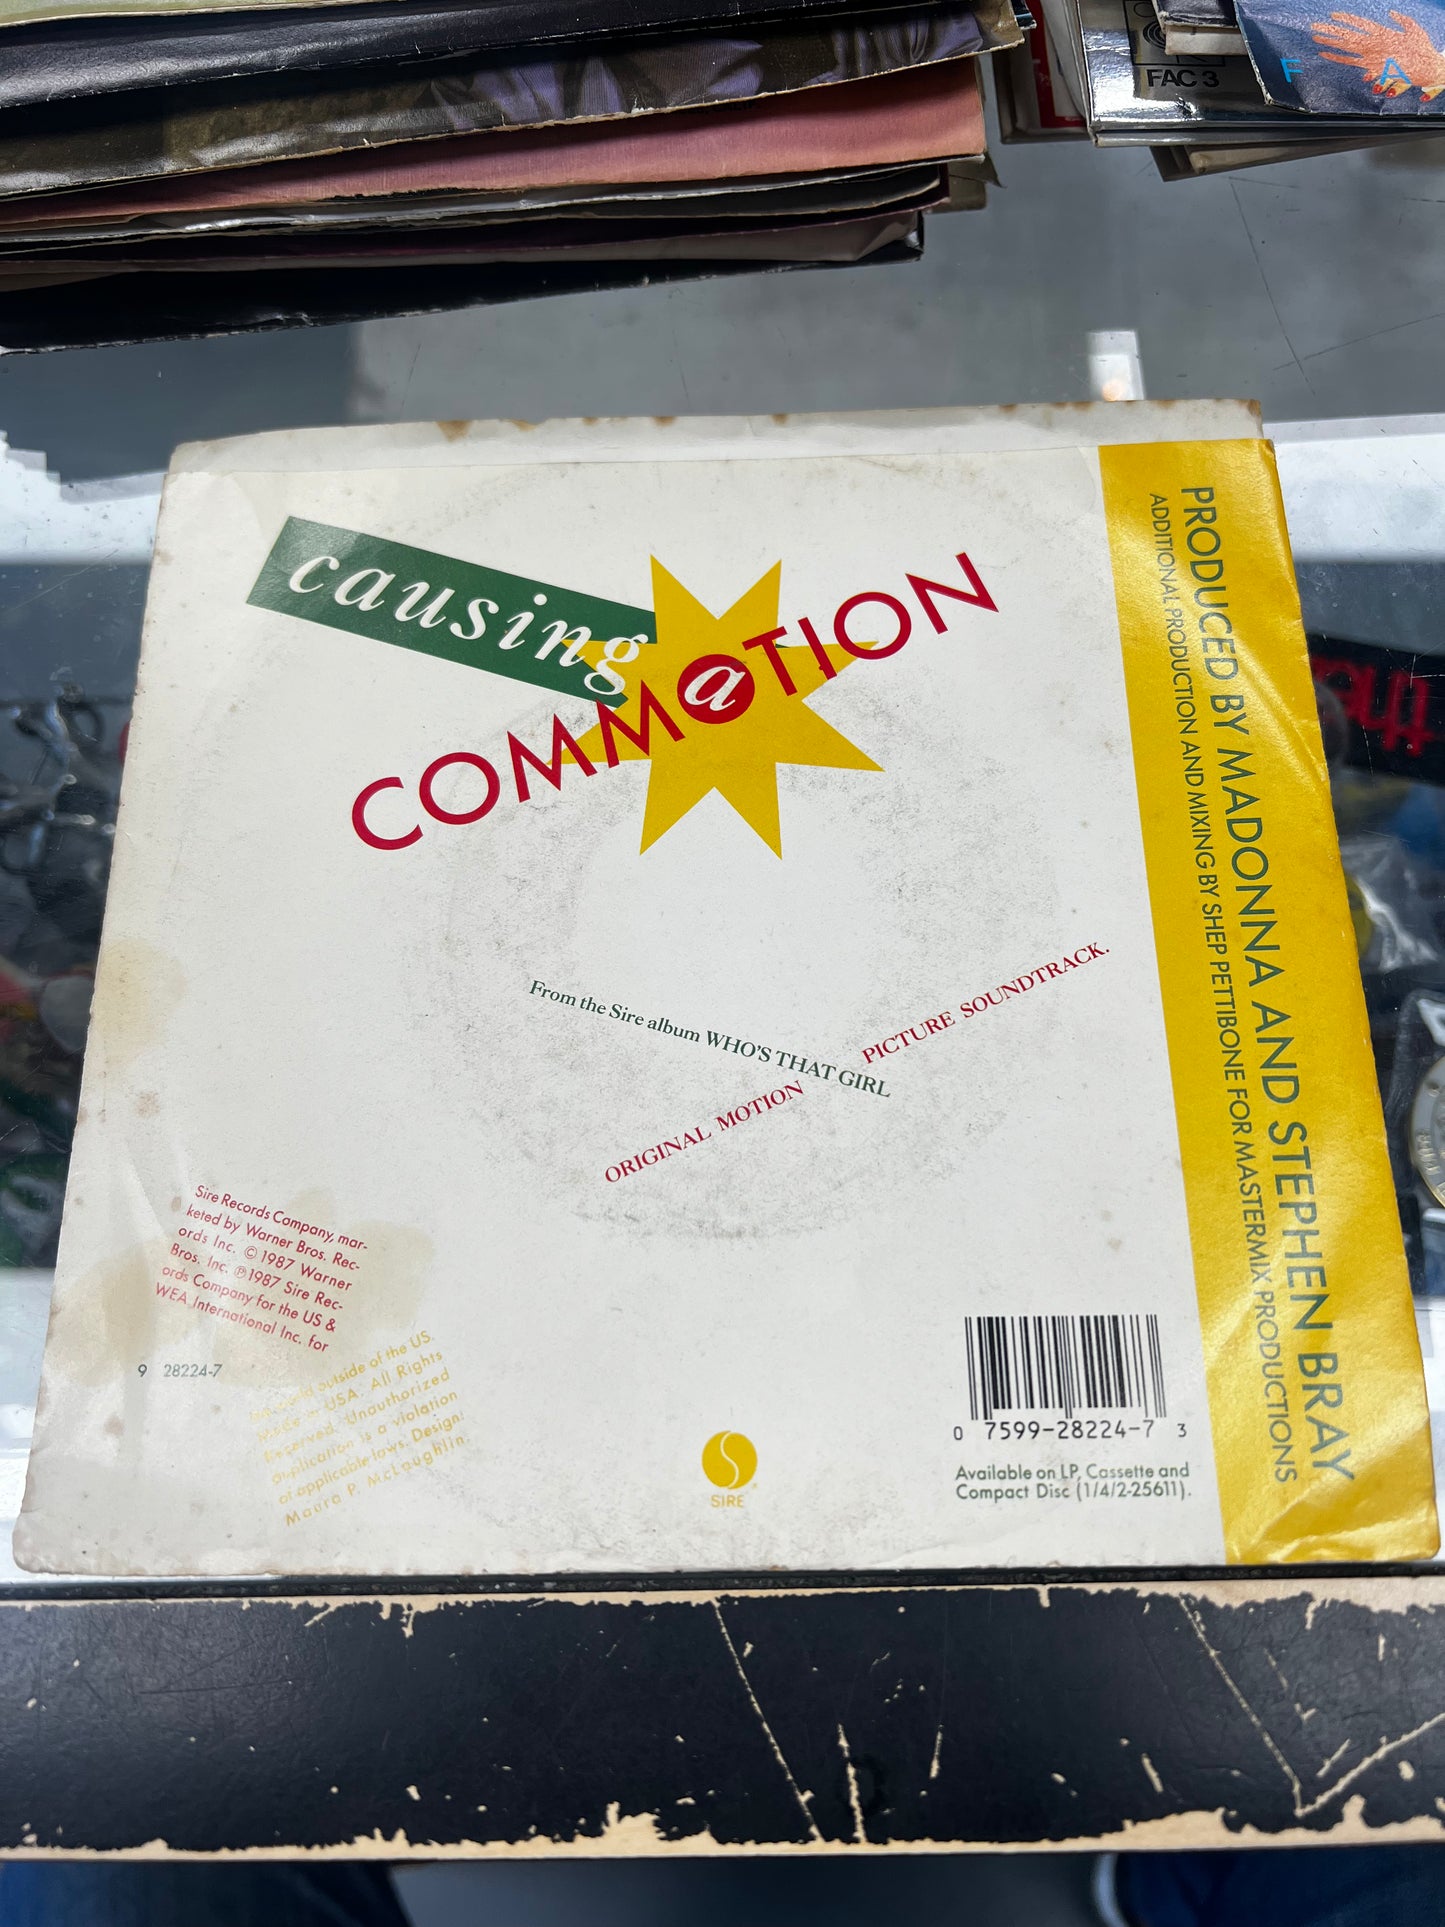 FAC 3
F A
the
causing
a
COMMOTION
PRODUCED BY MADONNA AND STEPHEN BRAY
ADDITIONAL PRODUCTION AND MIXING BY SHEP PETTIBONE FOR MASTERMIX PRODUCTIONS
From the Sire album WHO'S THAT GIRL
ORIGINAL MOTION PICTURE SOUNDTRACK.
Sire Records Company, mar-
keted by Warner Bros. Rec-
ords Inc. © 1987 Warner
Bros. Inc. ℗ 1987 Sire Rec-
ords Company for the US &
WEA International Inc. for
outside of the US.
USA. All Rights
Reserved. Unauthorized
application is a violation
of applicable laws. Design:
Maura P. McLaughlin.
9 28224-7
SIRE
0 7599-28224-7 3
Available on LP, Cassette and
Compact Disc (1/4/2-25611).